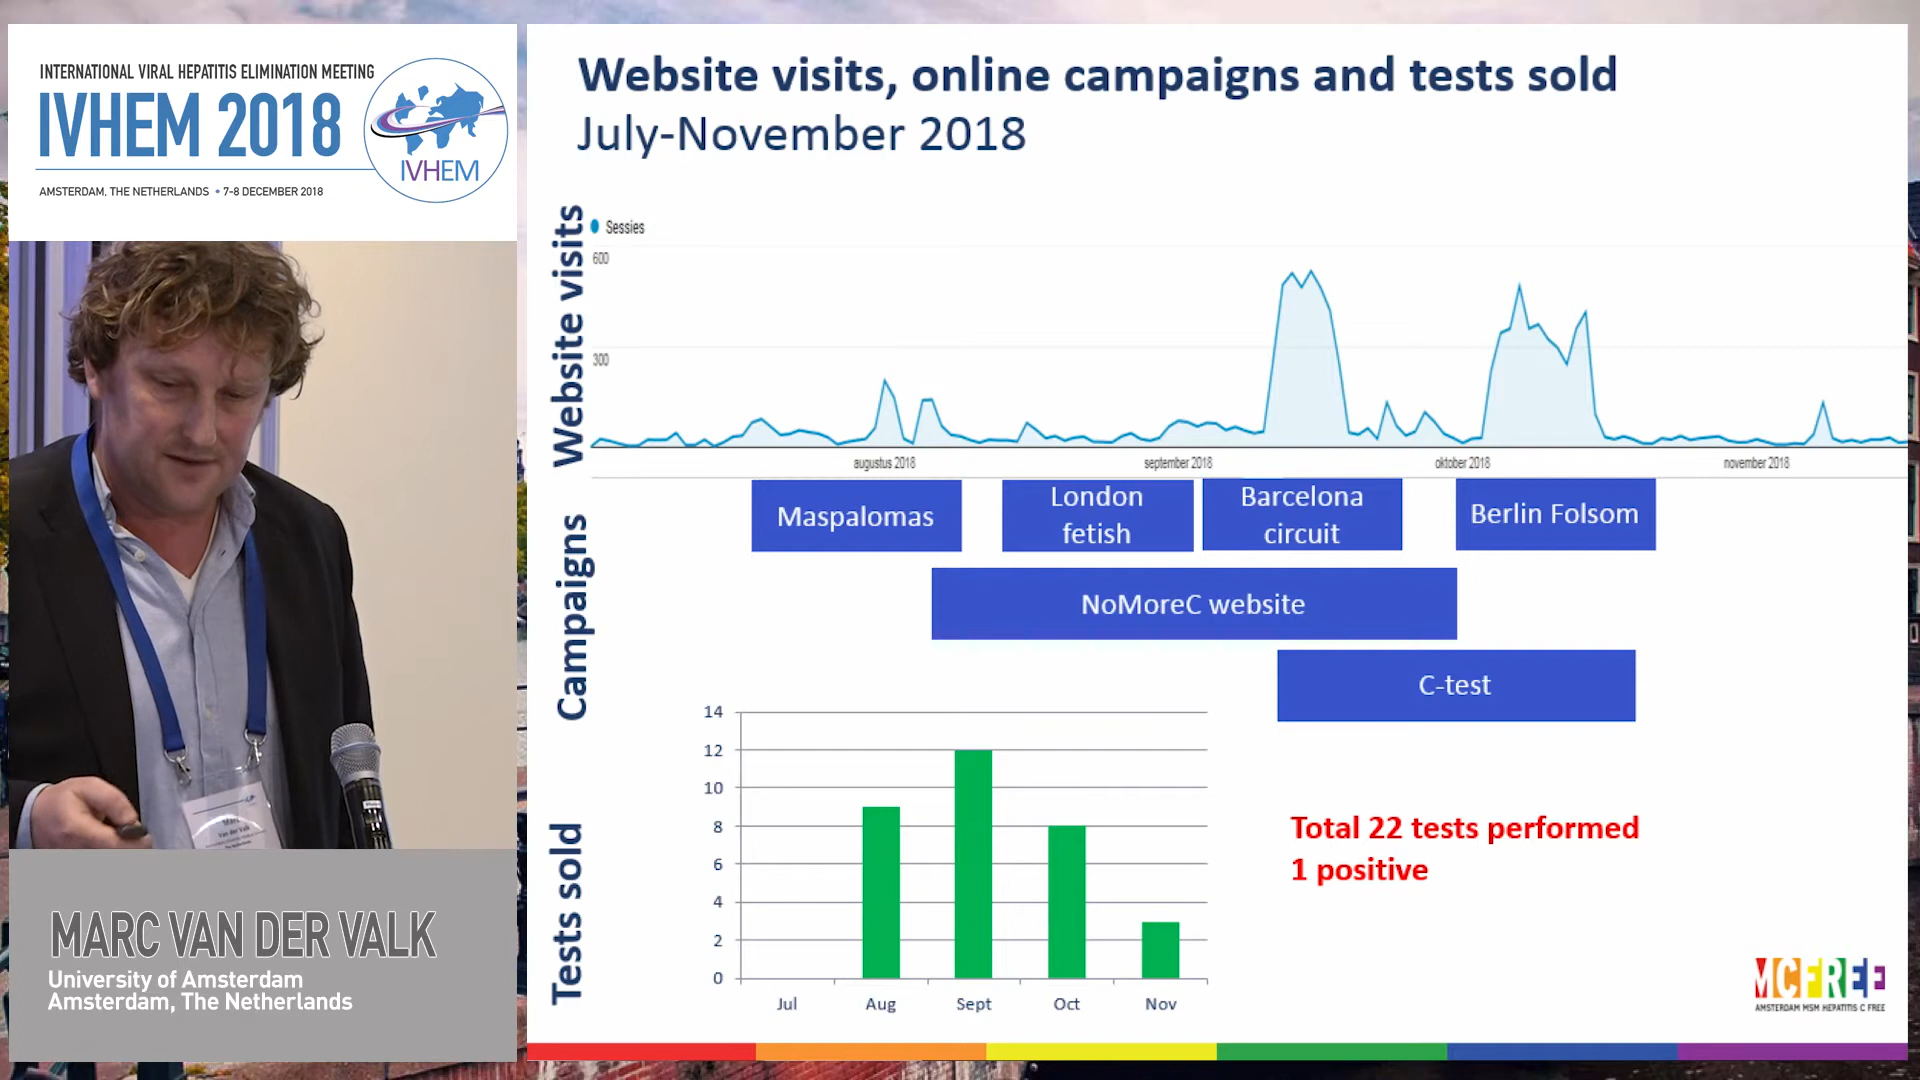 INTERNATIONAL VIRAL HEPATITIS ELIMINATION MEETING
IVHEM 2018
IVHEM
AMSTERDAM, THE NETHERLANDS • 7-8 DECEMBER 2018
Marc
Van der Valk
MARC VAN DER VALK
University of Amsterdam
Amsterdam, The Netherlands
Website visits, online campaigns and tests sold
July-November 2018
Website visits
Sessies
600
300
augustus 2018
september 2018
oktober 2018
november 2018
Campaigns
Maspalomas
London
fetish
Barcelona
circuit
Berlin Folsom
NoMoreC website
C-test
Tests sold
14
12
10
8
6
4
2
0
Jul
Aug
Sept
Oct
Nov
Total 22 tests performed
1 positive
MCFREE
AMSTERDAM MSM HEPATITIS C FREE